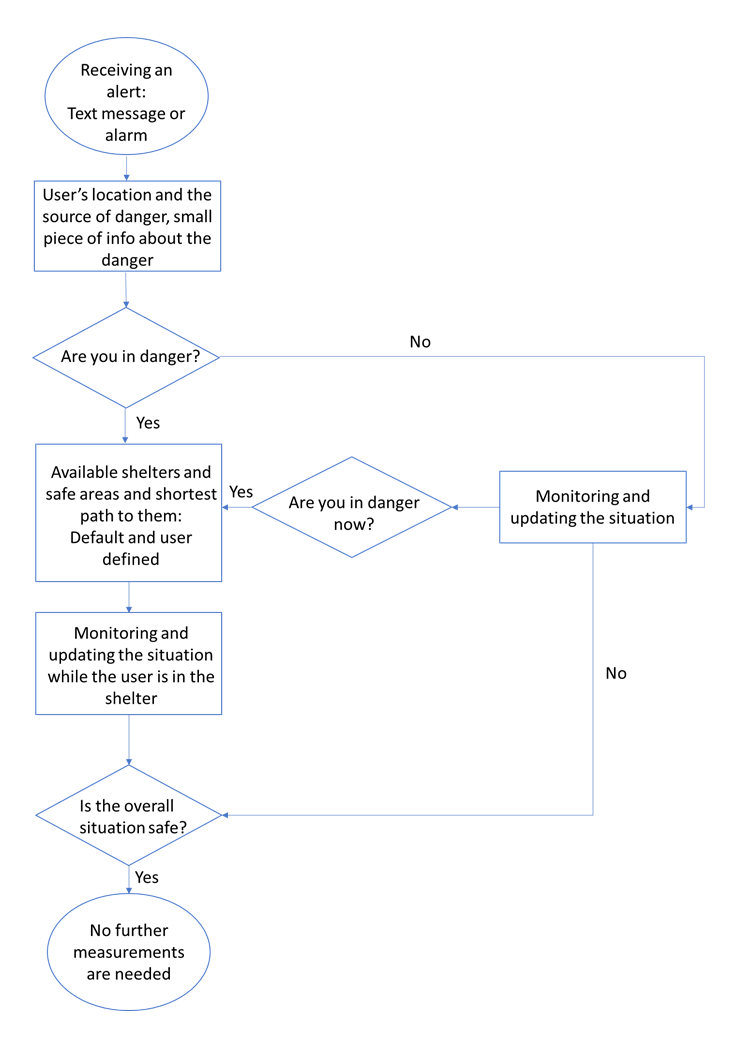 Receiving an
alert:
Text message or
alarm
User's location and the
source of danger, small
piece of info about the
danger
Are you in danger?
No
Yes
Available shelters and
safe areas and shortest
path to them:
Default and user
defined
Yes
Are you in danger
now?
Monitoring and
updating the situation
Monitoring and
updating the situation
while the user is in the
shelter
No
Is the overall
situation safe?
Yes
No further
measurements
are needed